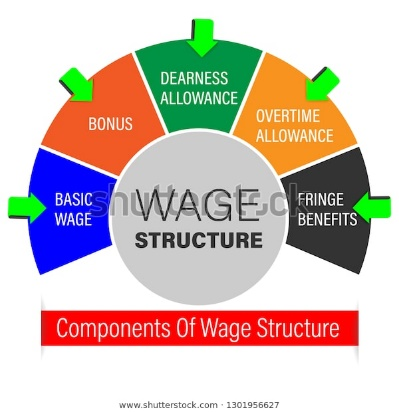 DEARNESS
ALLOWANCE
BONUS
OVERTIME
ALLOWANCE
BASIC
WAGE
FRINGE
BENEFITS
WAGE
STRUCTURE
shutterstock
Components Of Wage Structure
www.shutterstock.com · 1301956627